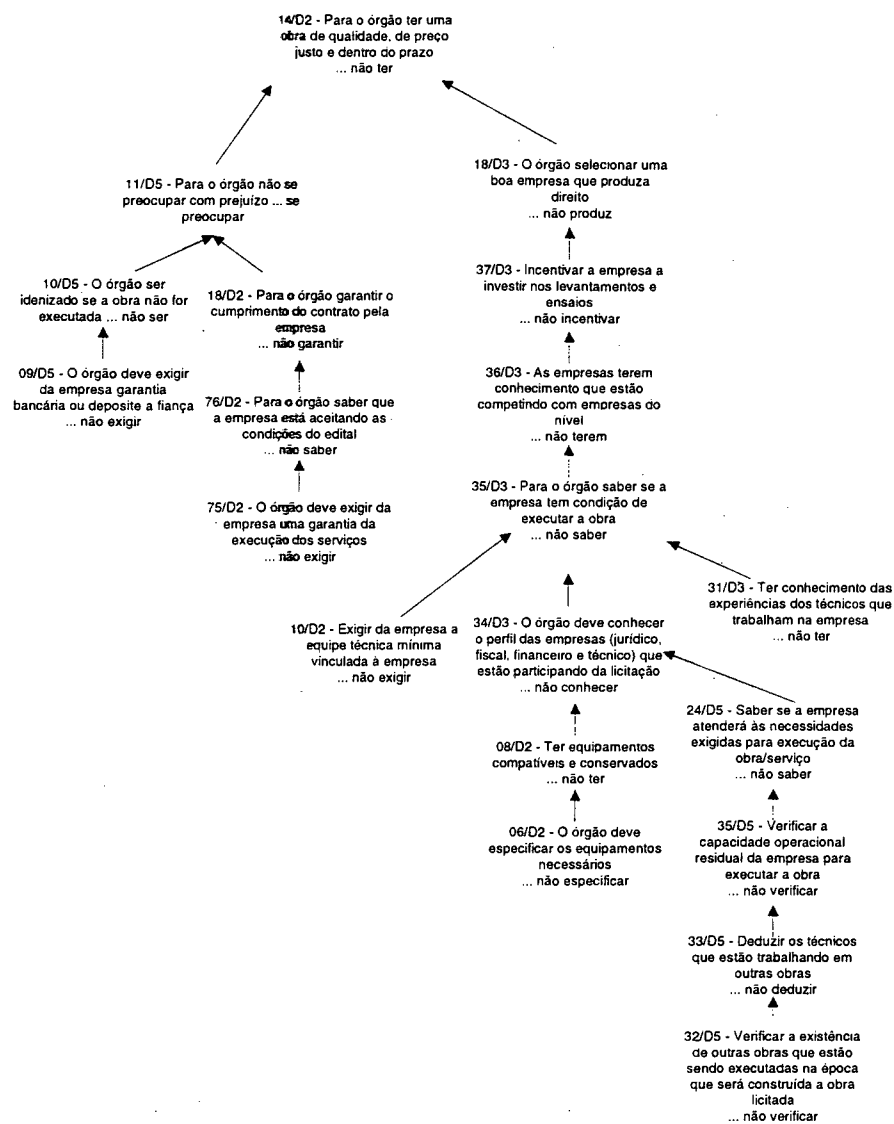 14/D2 - Para o órgão ter uma
obra de qualidade, de preço
justo e dentro do prazo
... não ter
11/D5 - Para o órgão não se
preocupar com prejuízo ... se
preocupar
18/D3 - O órgão selecionar uma
boa empresa que produza
direito
... não produz
10/D5 - O órgão ser
idenizado se a obra não for
executada ... não ser
18/D2 - Para o órgão garantir o
cumprimento do contrato pela
empresa
... não garantir
37/D3 - Incentivar a empresa a
investir nos levantamentos e
ensaios
... não incentivar
09/D5 - O órgão deve exigir
da empresa garantia
bancária ou deposite a fiança
... não exigir
76/D2 - Para o órgão saber que
a empresa está aceitando as
condições do edital
... não saber
36/D3 - As empresas terem
conhecimento que estão
competindo com empresas do
nível
... não terem
75/D2 - O órgão deve exigir da
empresa uma garantia da
execução dos serviços
... não exigir
35/D3 - Para o órgão saber se a
empresa tem condição de
executar a obra
... não saber
10/D2 - Exigir da empresa a
equipe técnica mínima
vinculada à empresa
... não exigir
34/D3 - O órgão deve conhecer
o perfil das empresas (jurídico,
fiscal, financeiro e técnico) que
estão participando da licitação
... não conhecer
31/D3 - Ter conhecimento das
experiências dos técnicos que
trabalham na empresa
... não ter
08/D2 - Ter equipamentos
compatíveis e conservados
... não ter
24/D5 - Saber se a empresa
atenderá às necessidades
exigidas para execução da
obra/serviço
... não saber
06/D2 - O órgão deve
especificar os equipamentos
necessários
... não especificar
35/D5 - Verificar a
capacidade operacional
residual da empresa para
executar a obra
... não verificar
33/D5 - Deduzir os técnicos
que estão trabalhando em
outras obras
... não deduzir
32/D5 - Verificar a existência
de outras obras que estão
sendo executadas na época
que será construída a obra
licitada
... não verificar